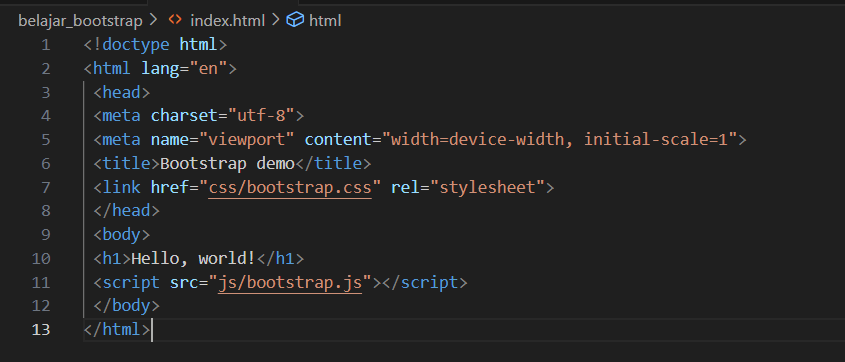 belajar_bootstrap > <> index.html > html
1 <!doctype html>
2 <html lang="en">
3 <head>
4 <meta charset="utf-8">
5 <meta name="viewport" content="width=device-width, initial-scale=1">
6 <title>Bootstrap demo</title>
7 <link href="css/bootstrap.css" rel="stylesheet">
8 </head>
9 <body>
10 <h1>Hello, world!</h1>
11 <script src="js/bootstrap.js"></script>
12 </body>
13 </html>